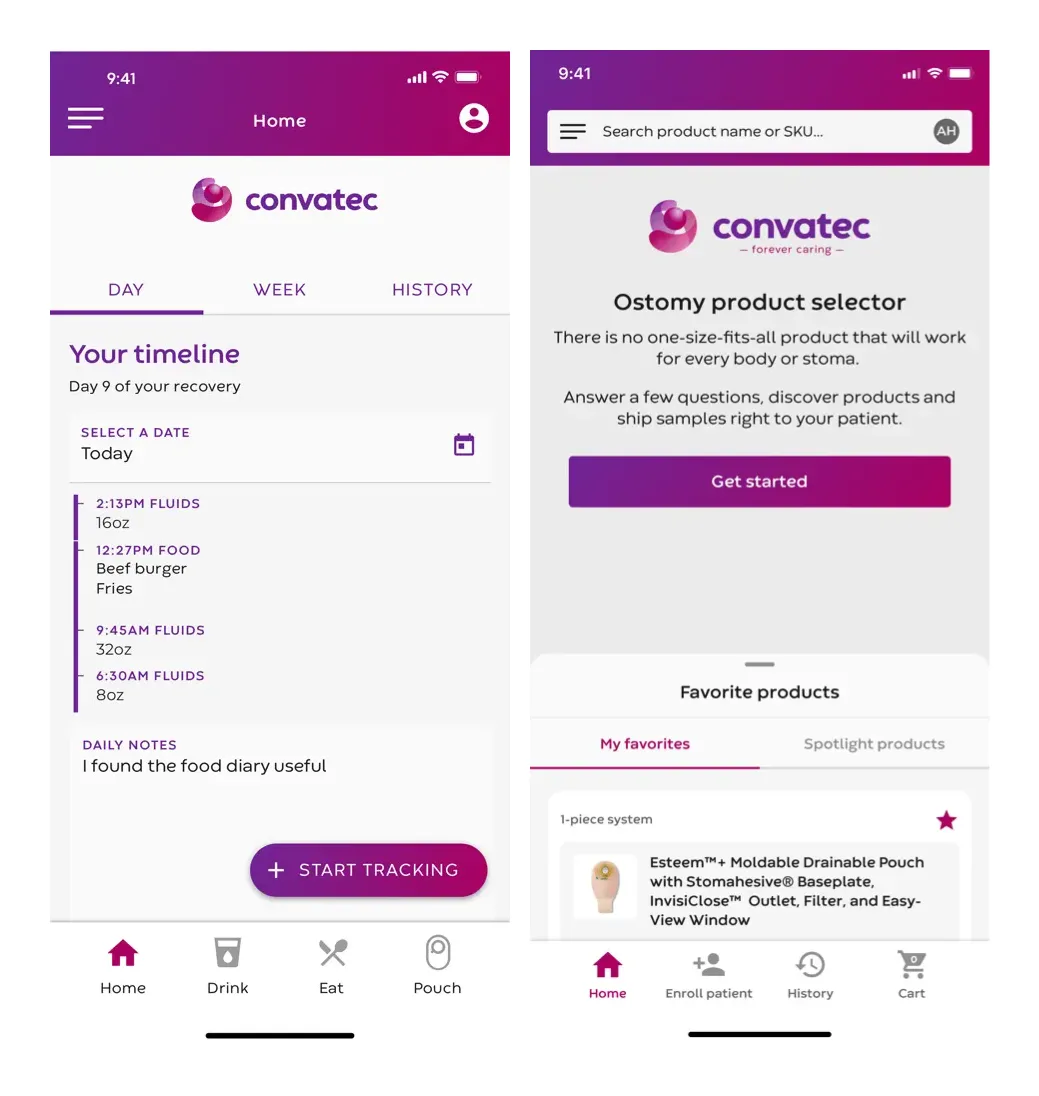 9:41
Home
convatec
DAY
WEEK
HISTORY
Your timeline
Day 9 of your recovery
SELECT A DATE
Today
2:13PM FLUIDS
16oz
12:27PM FOOD
Beef burger
Fries
9:45AM FLUIDS
32oz
6:30AM FLUIDS
8oz
DAILY NOTES
I found the food diary useful
+ START TRACKING
Home
Drink
Eat
Pouch
9:41
Search product name or SKU...
AH
convatec
– forever caring –
Ostomy product selector
There is no one-size-fits-all product that will work
for every body or stoma.
Answer a few questions, discover products and
ship samples right to your patient.
Get started
Favorite products
My favorites
Spotlight products
1-piece system
Esteem™+ Moldable Drainable Pouch
with Stomahesive® Baseplate,
InvisiClose™ Outlet, Filter, and Easy-
View Window
Home
Enroll patient
History
0
Cart